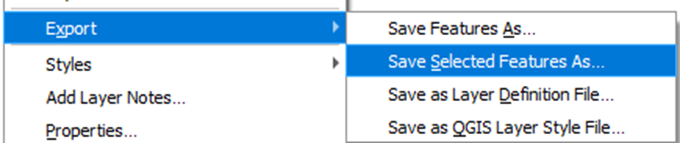 Export
Styles
Add Layer Notes...
Properties...
Save Features As...
Save Selected Features As...
Save as Layer Definition File...
Save as QGIS Layer Style File...